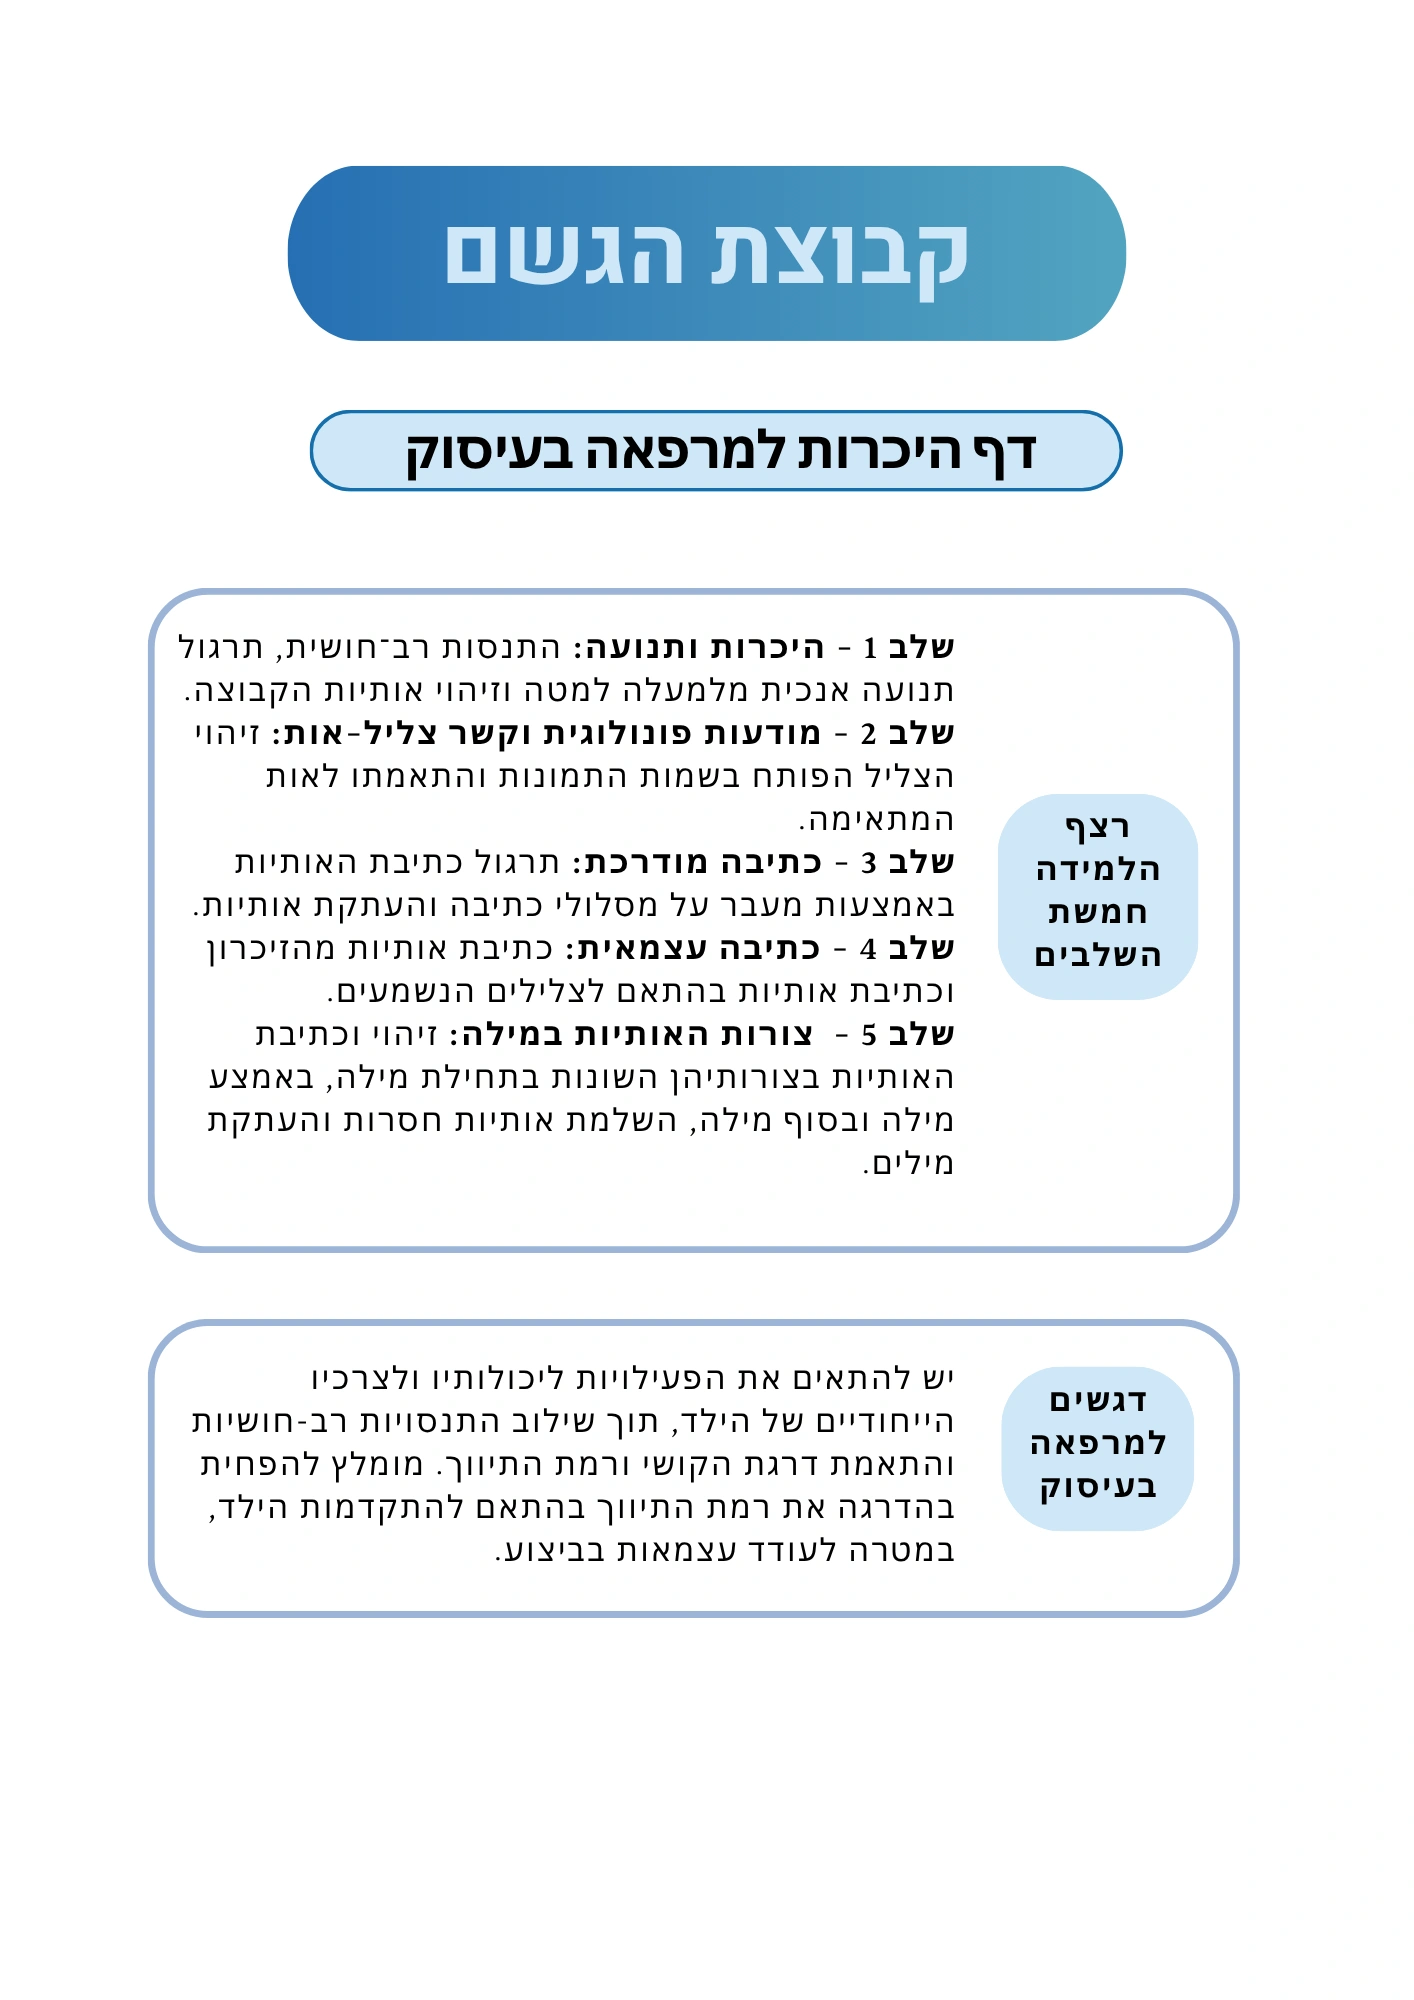 קבוצת הגשם
דף היכרות למרפאה בעיסוק
רצף
הלמידה
חמשת
השלבים
שלב 1 - היכרות ותנועה: התנסות רב־חושית, תרגול
תנועה אנכית מלמעלה למטה וזיהוי אותיות הקבוצה.
שלב 2 - מודעות פונולוגית וקשר צליל-אות: זיהוי
הצליל הפותח בשמות התמונות והתאמתו לאות
המתאימה.
שלב 3 - כתיבה מודרכת: תרגול כתיבת האותיות
באמצעות מעבר על מסלולי כתיבה והעתקת אותיות.
שלב 4 - כתיבה עצמאית: כתיבת אותיות מהזיכרון
וכתיבת אותיות בהתאם לצלילים הנשמעים.
שלב 5 -  צורות האותיות במילה: זיהוי וכתיבת
האותיות בצורותיהן השונות בתחילת מילה, באמצע
מילה ובסוף מילה, השלמת אותיות חסרות והעתקת
מילים.
דגשים
למרפאה
בעיסוק
יש להתאים את הפעילויות ליכולותיו ולצרכיו
הייחודיים של הילד, תוך שילוב התנסויות רב-חושיות
והתאמת דרגת הקושי ורמת התיווך. מומלץ להפחית
בהדרגה את רמת התיווך בהתאם להתקדמות הילד,
במטרה לעודד עצמאות בביצוע.